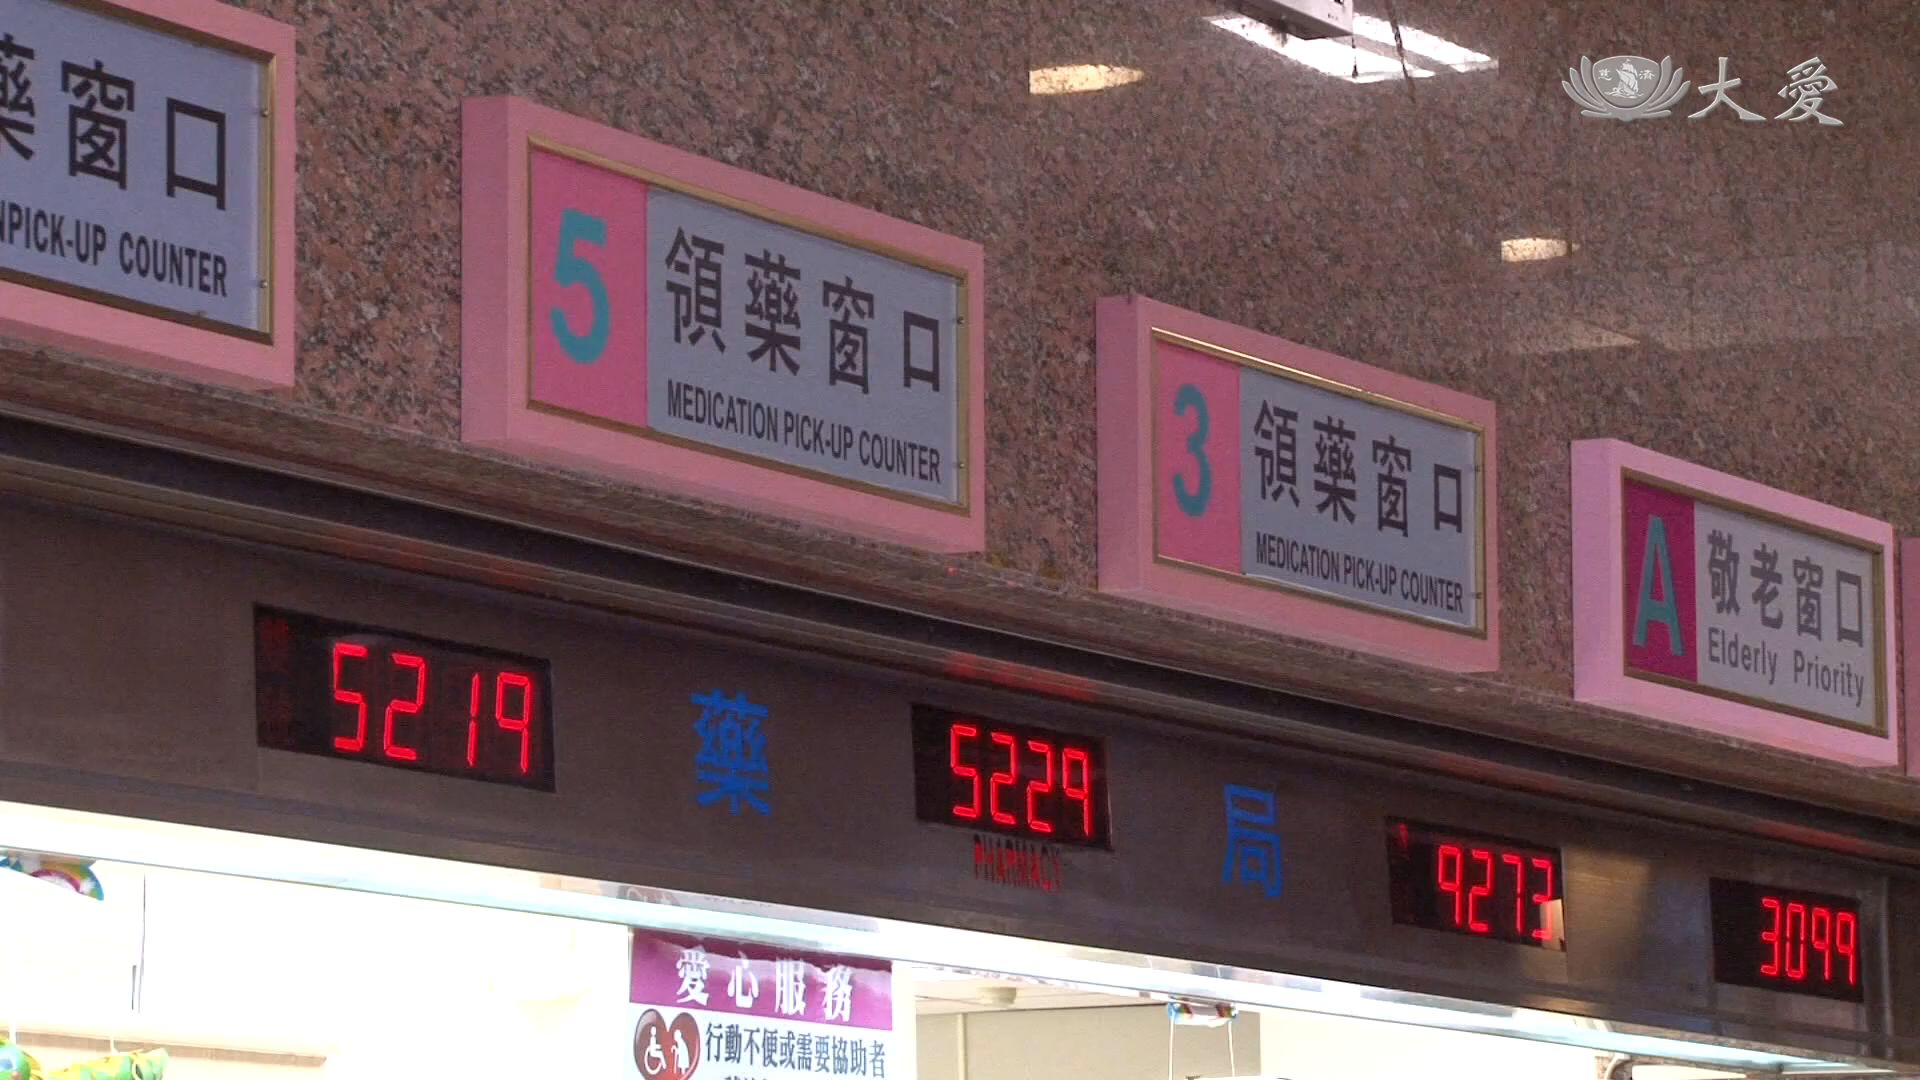 大愛
慈濟
藥窗口
PICK-UP COUNTER
5
領藥窗口
MEDICATION PICK-UP COUNTER
3
領藥窗口
MEDICATION PICK-UP COUNTER
A
敬老窗口
Elderly Priority
5219
藥
5229
局
9273
3099
PHARMACY
愛心服務
行動不便或需要協助者